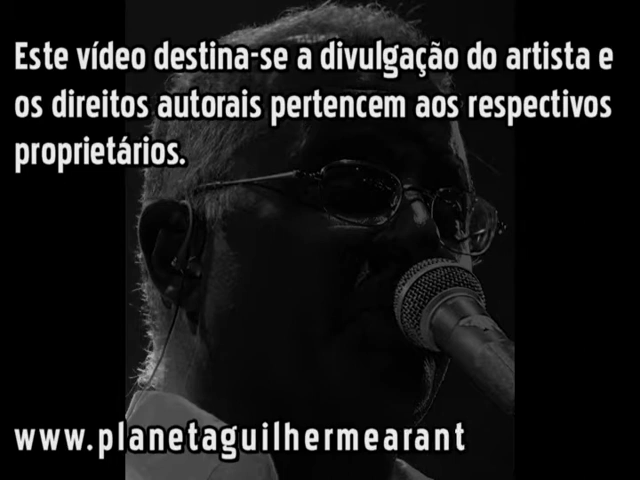 Este vídeo destina-se a divulgação do artista e
os direitos autorais pertencem aos respectivos
proprietários.
www.planetaguilhermearant